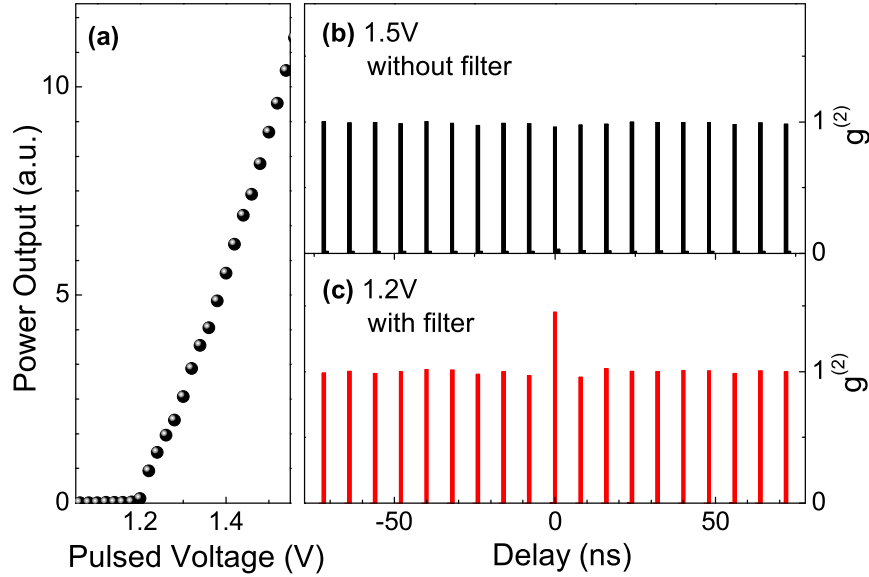 (a)
Power Output (a.u.)
10
5
0
1.2 1.4
Pulsed Voltage (V)
(b) 1.5V
without filter
1
0
g(2)
(c) 1.2V
with filter
1
0
g(2)
-50 0 50
Delay (ns)